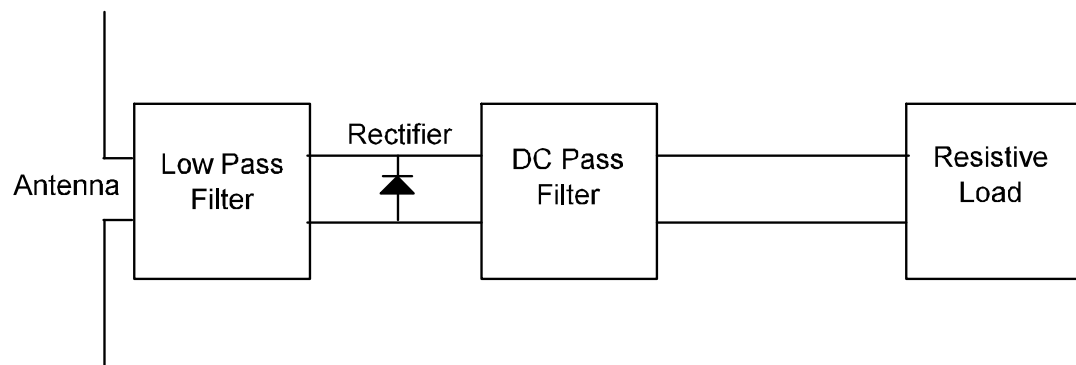 Antenna
Low Pass
Filter
Rectifier
DC Pass
Filter
Resistive
Load